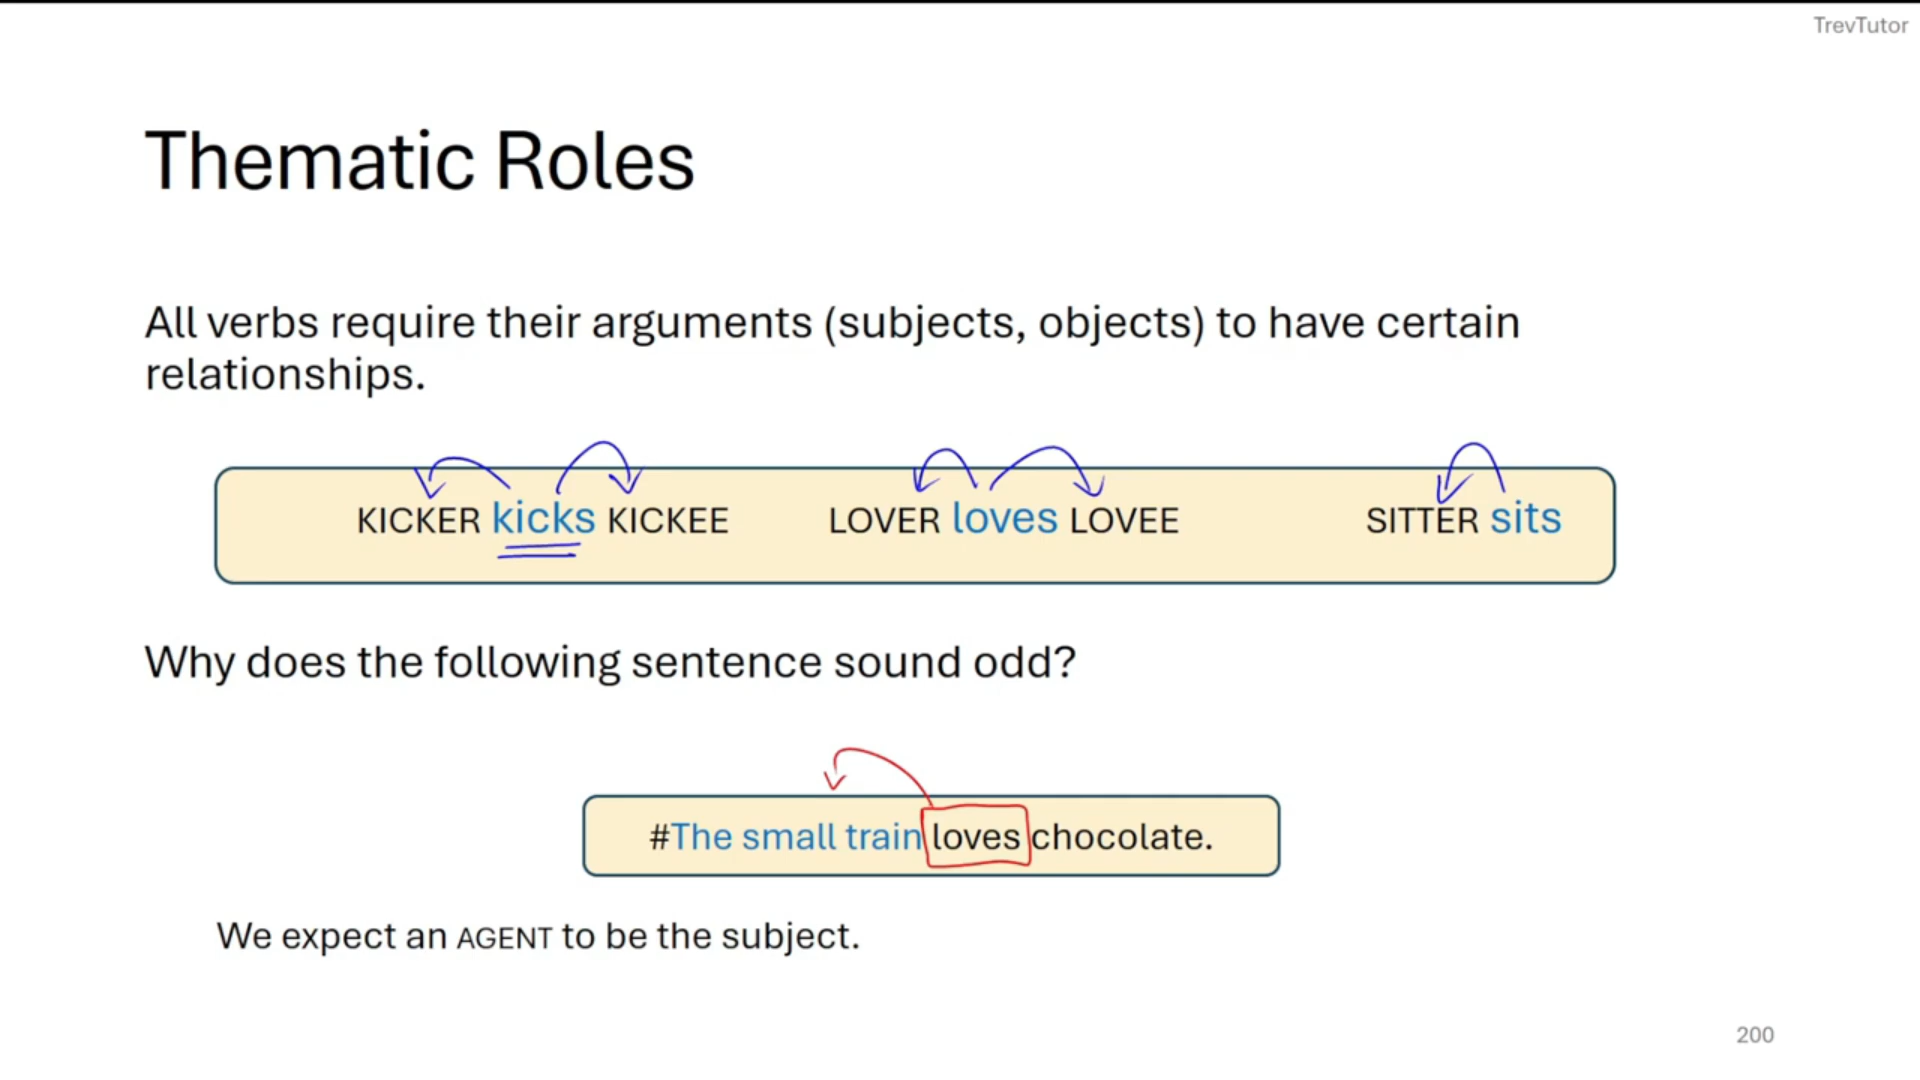 TrevTutor
Thematic Roles
All verbs require their arguments (subjects, objects) to have certain
relationships.
KICKER kicks KICKEE LOVER loves LOVEE SITTER sits
Why does the following sentence sound odd?
#The small train loves chocolate.
We expect an AGENT to be the subject.
200